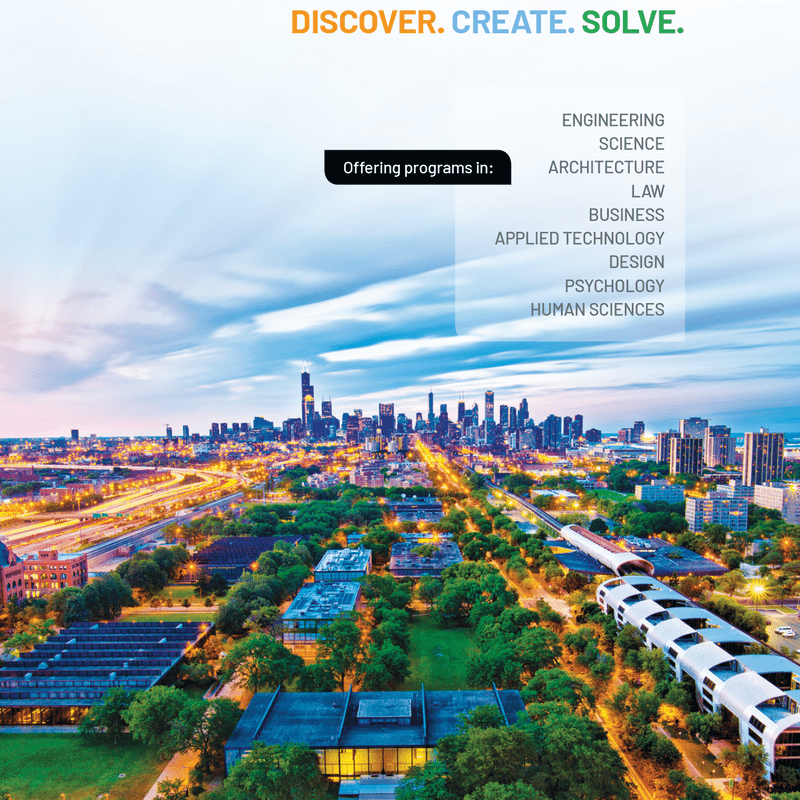 DISCOVER. CREATE. SOLVE.
Offering programs in:
ENGINEERING
SCIENCE
ARCHITECTURE
LAW
BUSINESS
APPLIED TECHNOLOGY
DESIGN
PSYCHOLOGY
HUMAN SCIENCES